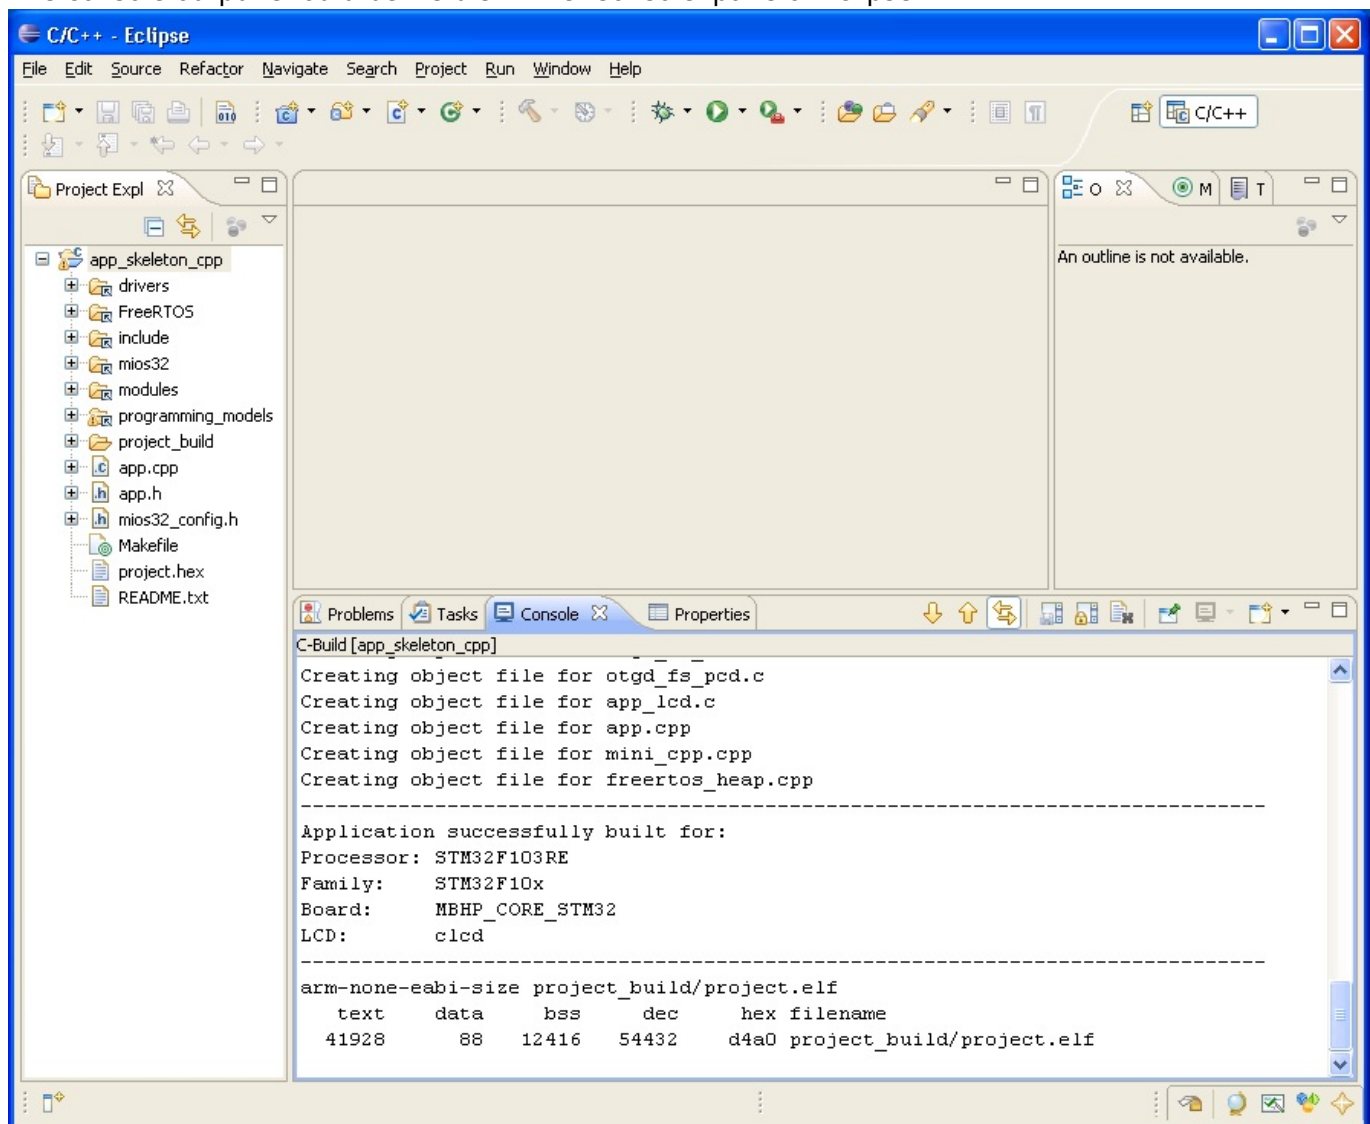 C/C++ - Eclipse
File Edit Source Refactor Navigate Search Project Run Window Help
010
C/C++
Project Expl
O M T
app_skeleton_cpp
drivers
FreeRTOS
include
mios32
modules
programming_models
project_build
app.cpp
app.h
mios32_config.h
Makefile
project.hex
README.txt
An outline is not available.
Problems Tasks Console Properties
C-Build [app_skeleton_cpp]
Creating object file for otgd_fs_pcd.c
Creating object file for app_lcd.c
Creating object file for app.cpp
Creating object file for mini_cpp.cpp
Creating object file for freertos_heap.cpp
--------------------------------------------------------------------------------
Application successfully built for:
Processor: STM32F103RE
Family: STM32F10x
Board: MBHP_CORE_STM32
LCD: clcd
--------------------------------------------------------------------------------
arm-none-eabi-size project_build/project.elf
text data bss dec hex filename
41928 88 12416 54432 d4a0 project_build/project.elf